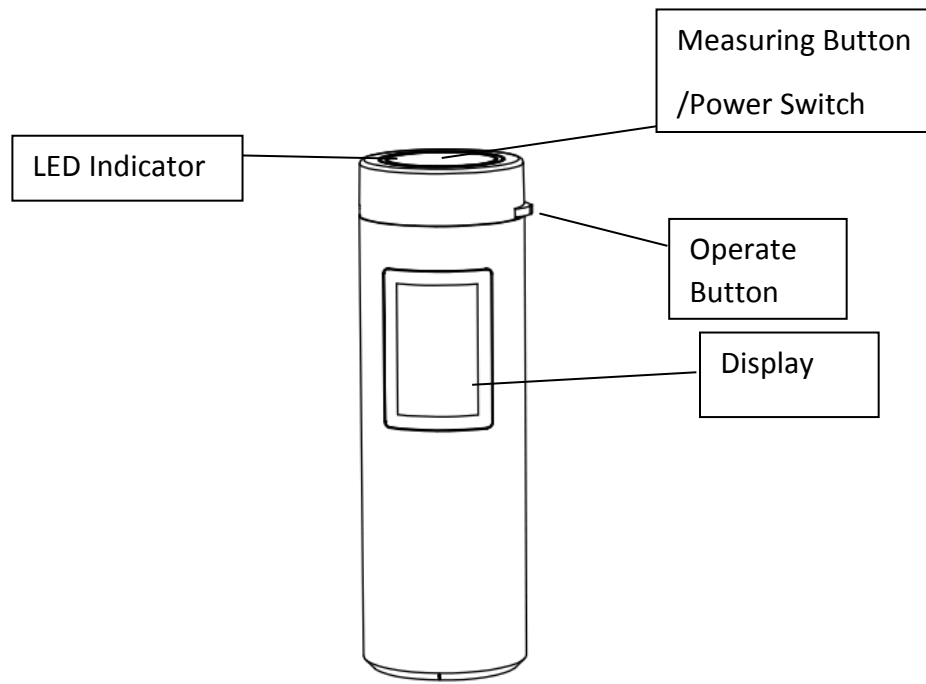 Measuring Button
/Power Switch
LED Indicator
Operate
Button
Display